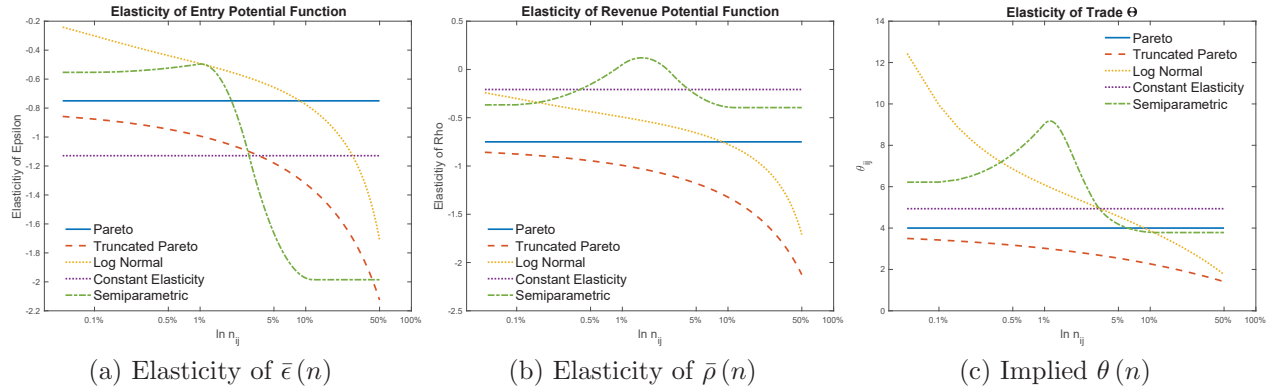 Elasticity of Entry Potential Function
Elasticity of Epsilon
-0.2
-0.4
-0.6
-0.8
-1
-1.2
-1.4
-1.6
-1.8
-2
-2.2
Pareto
Truncated Pareto
Log Normal
Constant Elasticity
Semiparametric
0.1%
0.5%
1%
5%
10%
50%
100%
ln n_ij
(a) Elasticity of ϵ̄ (n)
Elasticity of Revenue Potential Function
Elasticitiy of Rho
0.5
0
-0.5
-1
-1.5
-2
-2.5
Pareto
Truncated Pareto
Log Normal
Constant Elasticity
Semiparametric
0.1%
0.5%
1%
5%
10%
50%
100%
ln n_ij
(b) Elasticity of ρ̄ (n)
Elasticity of Trade Θ
θ_ij
14
12
10
8
6
4
2
0
Pareto
Truncated Pareto
Log Normal
Constant Elasticity
Semiparametric
0.1%
0.5%
1%
5%
10%
50%
100%
ln n_ij
(c) Implied θ (n)